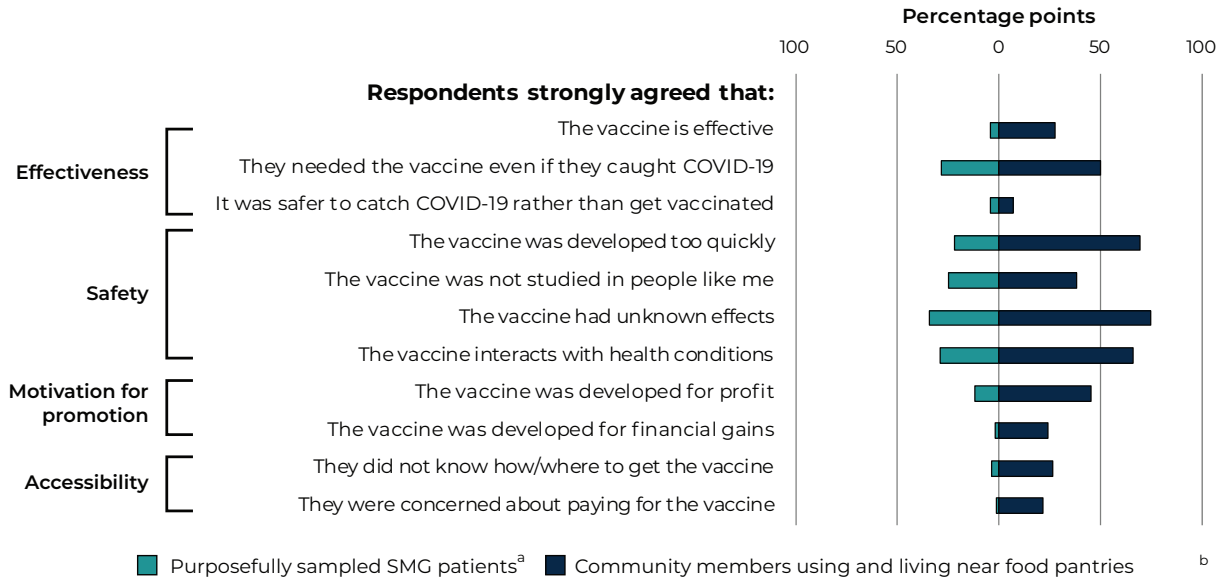 Percentage points
100 50 0 50 100
Respondents strongly agreed that:
Effectiveness
The vaccine is effective
They needed the vaccine even if they caught COVID-19
It was safer to catch COVID-19 rather than get vaccinated
Safety
The vaccine was developed too quickly
The vaccine was not studied in people like me
The vaccine had unknown effects
The vaccine interacts with health conditions
Motivation for
promotion
The vaccine was developed for profit
The vaccine was developed for financial gains
Accessibility
They did not know how/where to get the vaccine
They were concerned about paying for the vaccine
Purposefully sampled SMG patients a Community members using and living near food pantries b